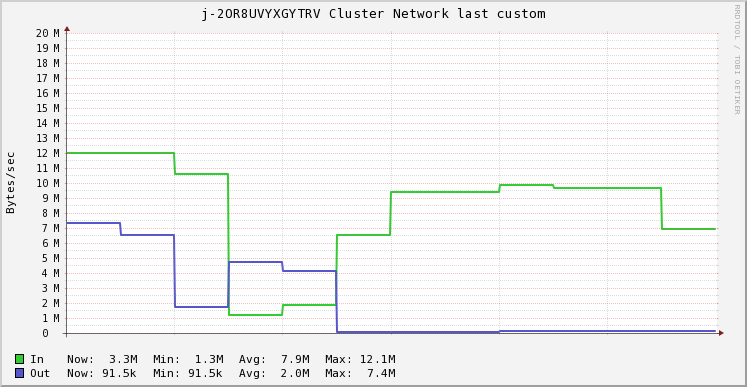 j-2OR8UVYXGYTRV Cluster Network last custom
RRDTOOL / TOBI OETIKER
Bytes/sec
20 M
19 M
18 M
17 M
16 M
15 M
14 M
13 M
12 M
11 M
10 M
9 M
8 M
7 M
6 M
5 M
4 M
3 M
2 M
1 M
0
In Now: 3.3M Min: 1.3M Avg: 7.9M Max: 12.1M
Out Now: 91.5k Min: 91.5k Avg: 2.0M Max: 7.4M